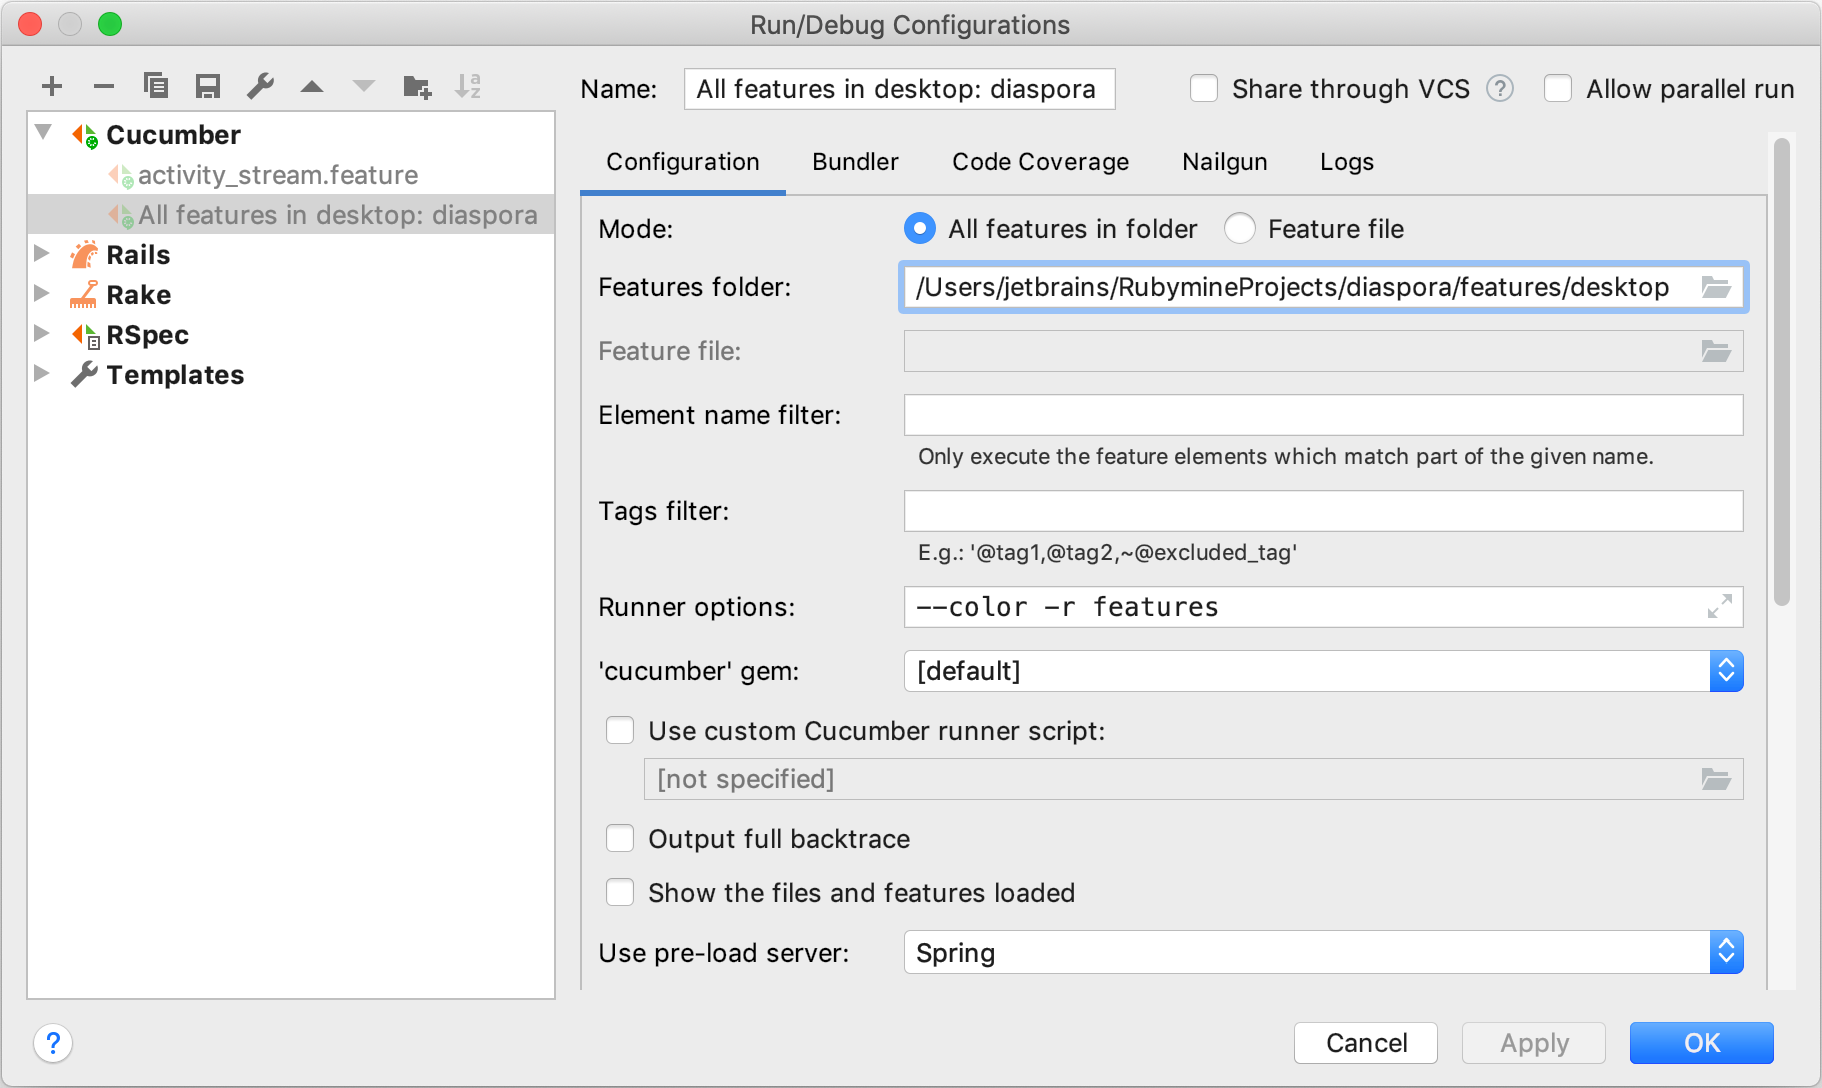 Run/Debug Configurations
Name: All features in desktop: diaspora Share through VCS ? Allow parallel run
Cucumber
activity_stream.feature
All features in desktop: diaspora
Rails
Rake
RSpec
Templates
Configuration Bundler Code Coverage Nailgun Logs
Mode: All features in folder Feature file
Features folder: /Users/jetbrains/RubymineProjects/diaspora/features/desktop
Feature file:
Element name filter:
Only execute the feature elements which match part of the given name.
Tags filter:
E.g.: '@tag1,@tag2,~@excluded_tag'
Runner options: --color -r features
'cucumber' gem: [default]
Use custom Cucumber runner script:
[not specified]
Output full backtrace
Show the files and features loaded
Use pre-load server: Spring
? Cancel Apply OK